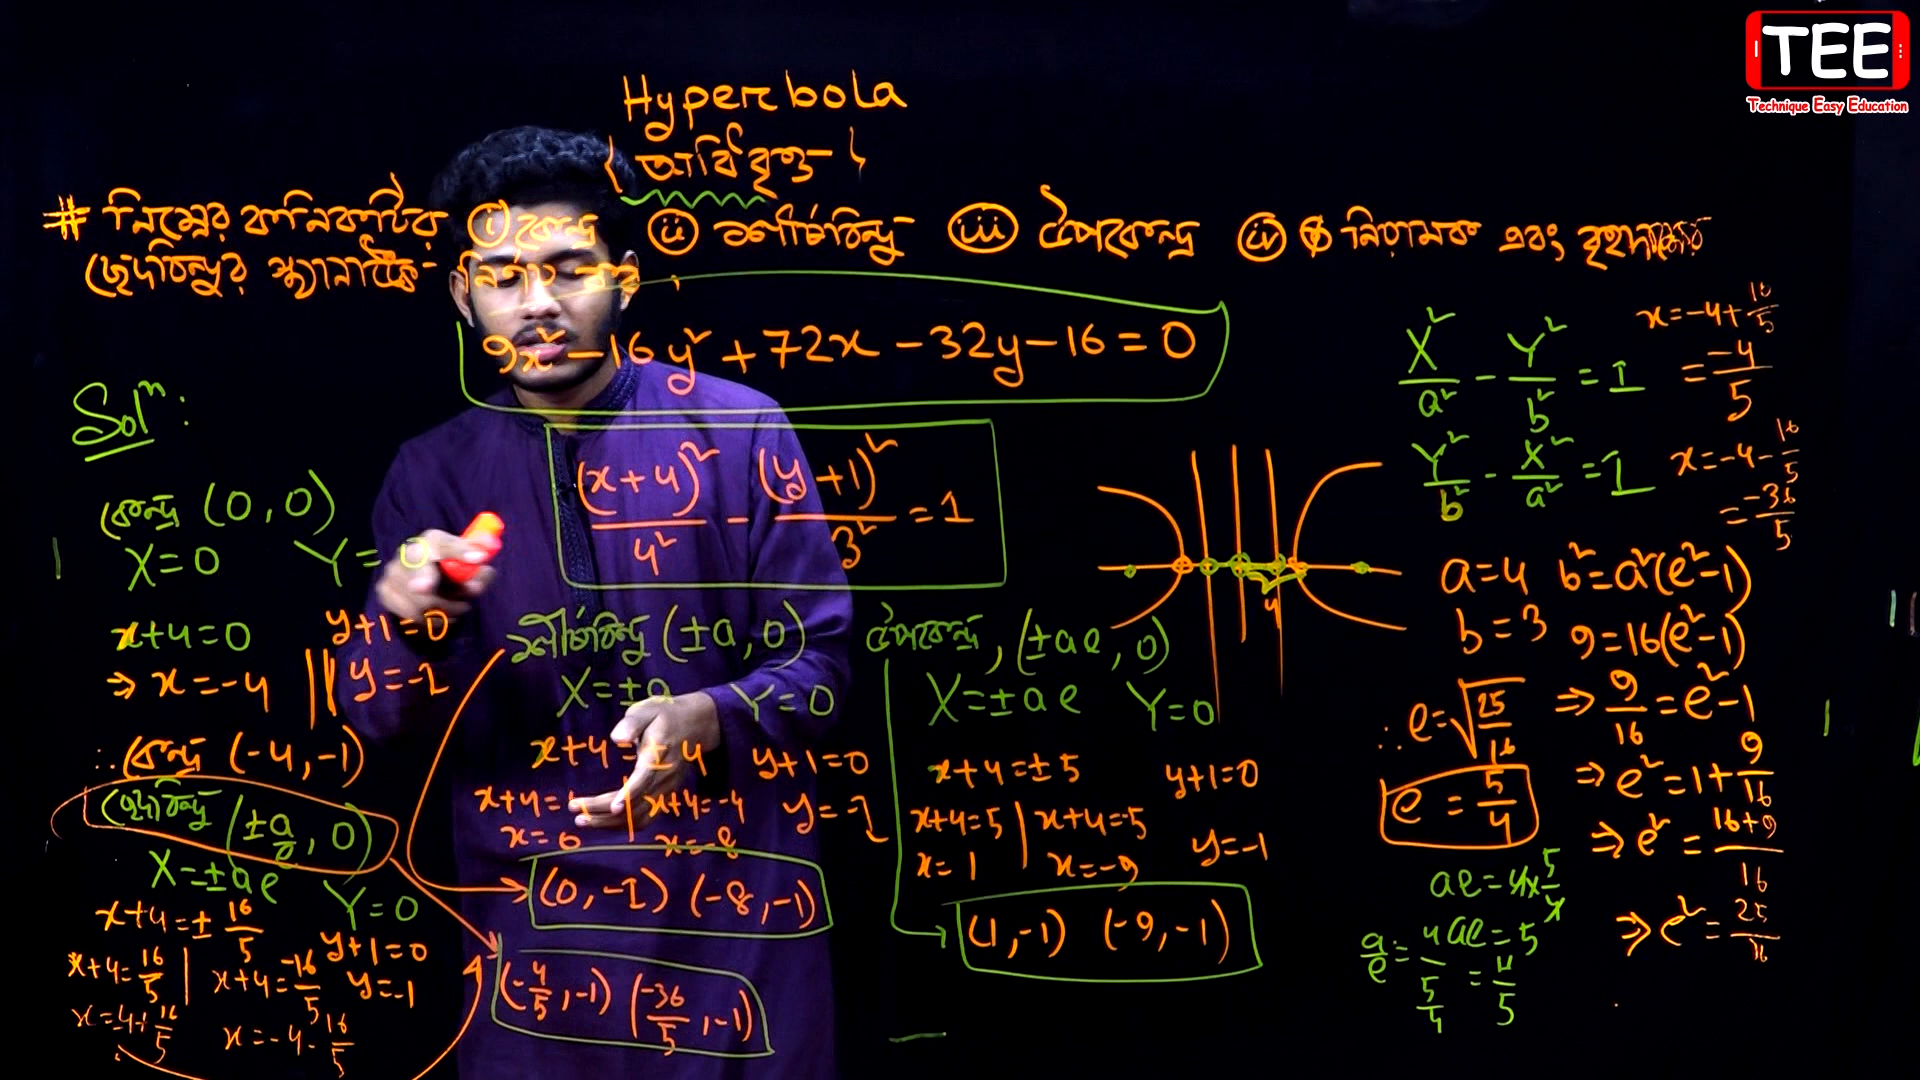 TEE
Technique Easy Education
Hyperbola
(অধিবৃত্ত)
# নিম্নের কনিকটির (i) কেন্দ্র (ii) শীর্ষবিন্দু (iii) উপকেন্দ্র (iv) নিয়ামক এবং বৃহদাক্ষের
ছেদবিন্দুর স্থানাঙ্ক নির্ণয় কর।
9x² - 16y² + 72x - 32y - 16 = 0
Solⁿ:
(x+4)²/4² - (y+1)²/3² = 1
কেন্দ্র (0, 0)
X = 0 Y = 0
x+4 = 0 y+1 = 0
⇒ x = -4 || y = -1
∴ কেন্দ্র (-4, -1)
ছেদবিন্দু (±a/e, 0)
X = ±ae Y = 0
x+4 = ± 16/5 y+1 = 0
x+4 = 16/5 | x+4 = -16/5 y = -1
x = -4+16/5 x = -4 - 16/5
শীর্ষবিন্দু (±a, 0)
X = ±a Y = 0
x+4 = ±4 y+1 = 0
x+4 = | x+4 = -4 y = -1
x = 0 x = -8
(0, -1) (-8, -1)
(-4/5, -1) (-36/5, -1)
উপকেন্দ্র, (±ae, 0)
X = ±ae Y = 0
x+4 = ±5 y+1 = 0
x+4 = 5 | x+4 = -5
x = 1 x = -9 y = -1
(1, -1) (-9, -1)
4
X²/a² - Y²/b² = 1
Y²/b² - X²/a² = 1
x = -4 + 16/5
= -4/5
x = -4 - 16/5
= -36/5
a = 4 b² = a²(e² - 1)
b = 3 9 = 16(e² - 1)
⇒ 9/16 = e² - 1
⇒ e² = 1 + 9/16
⇒ e² = 16+9/16
⇒ e² = 25/16
∴ e = √25/16
e = 5/4
ae = 4 × 5/4
ae = 5
a/e = 4/5/4 = 16/5